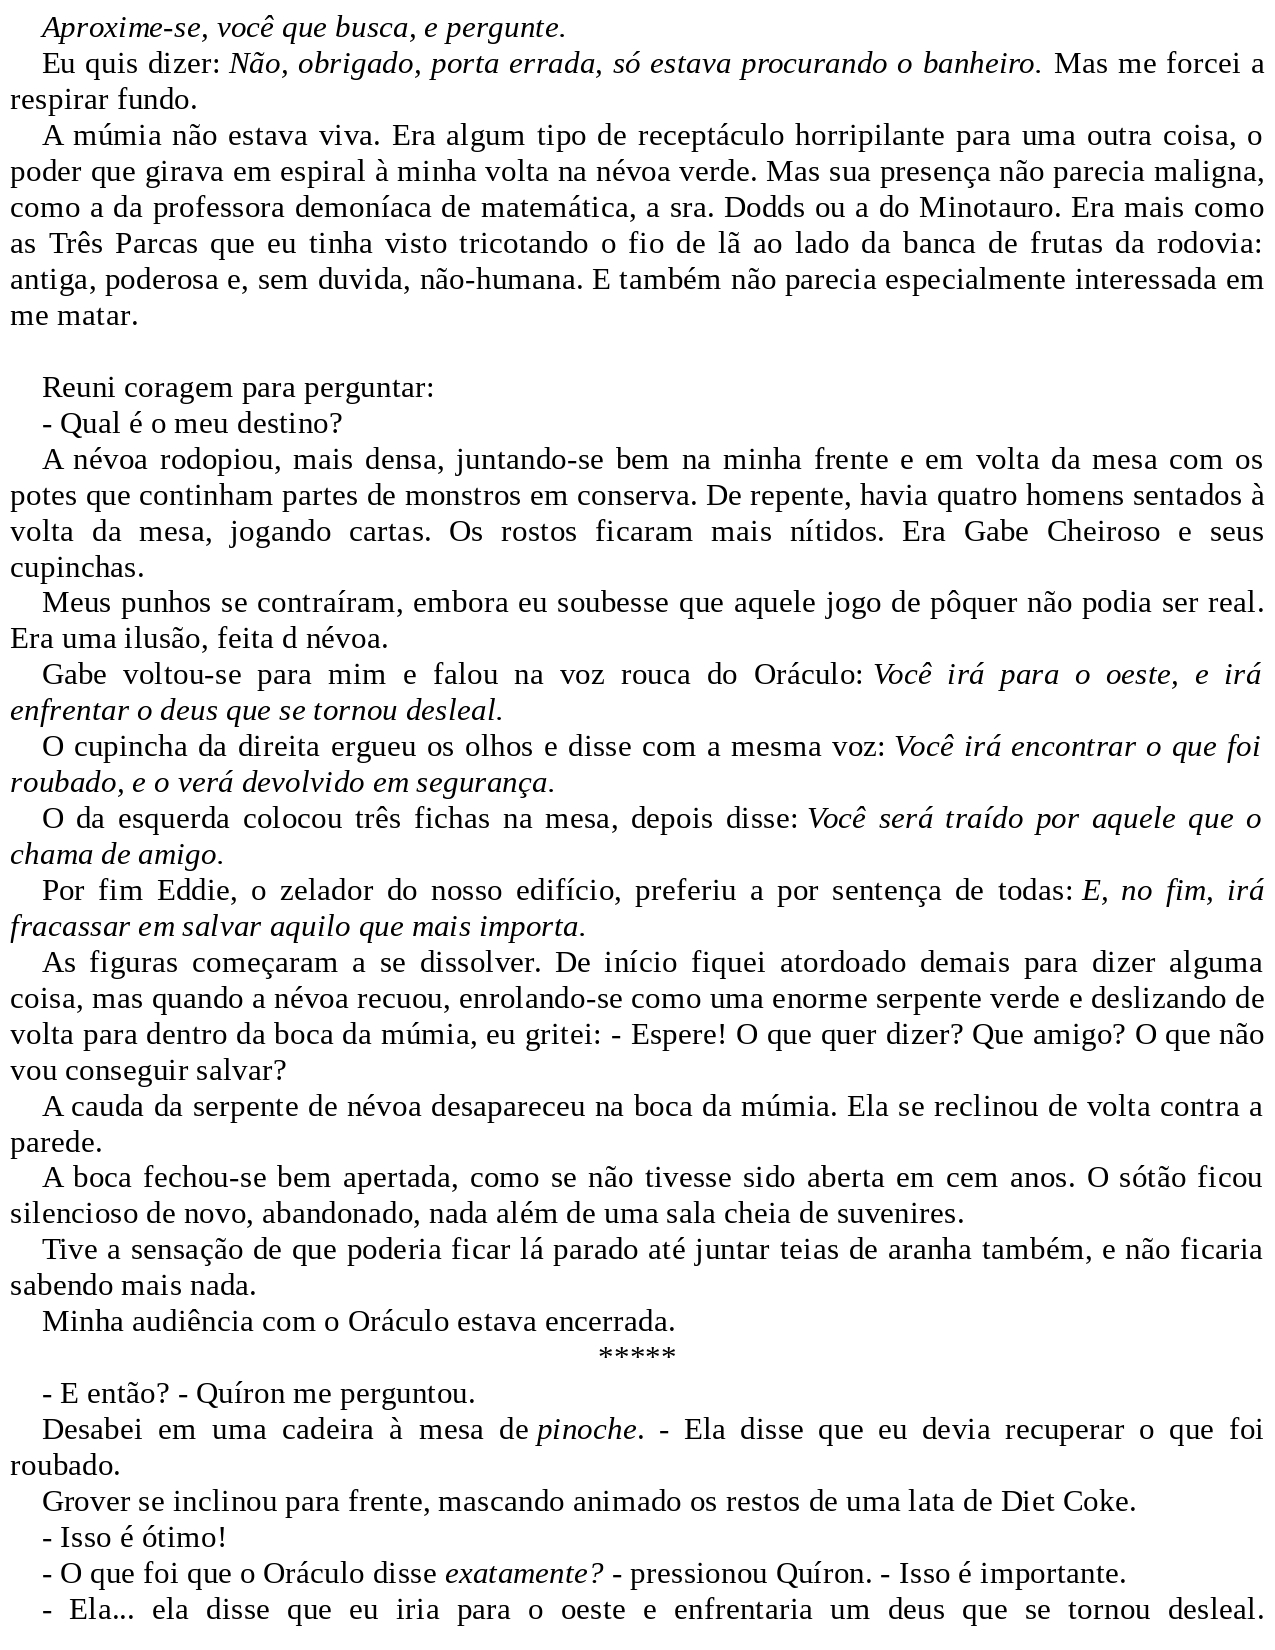 Aproxime-se, você que busca, e pergunte.
Eu quis dizer: Não, obrigado, porta errada, só estava procurando o banheiro. Mas me forcei a
respirar fundo.
A múmia não estava viva. Era algum tipo de receptáculo horripilante para uma outra coisa, o
poder que girava em espiral à minha volta na névoa verde. Mas sua presença não parecia maligna,
como a da professora demoníaca de matemática, a sra. Dodds ou a do Minotauro. Era mais como
as Três Parcas que eu tinha visto tricotando o fio de lã ao lado da banca de frutas da rodovia:
antiga, poderosa e, sem duvida, não-humana. E também não parecia especialmente interessada em
me matar.
Reuni coragem para perguntar:
- Qual é o meu destino?
A névoa rodopiou, mais densa, juntando-se bem na minha frente e em volta da mesa com os
potes que continham partes de monstros em conserva. De repente, havia quatro homens sentados à
volta da mesa, jogando cartas. Os rostos ficaram mais nítidos. Era Gabe Cheiroso e seus
cupinchas.
Meus punhos se contraíram, embora eu soubesse que aquele jogo de pôquer não podia ser real.
Era uma ilusão, feita d névoa.
Gabe voltou-se para mim e falou na voz rouca do Oráculo: Você irá para o oeste, e irá
enfrentar o deus que se tornou desleal.
O cupincha da direita ergueu os olhos e disse com a mesma voz: Você irá encontrar o que foi
roubado, e o verá devolvido em segurança.
O da esquerda colocou três fichas na mesa, depois disse: Você será traído por aquele que o
chama de amigo.
Por fim Eddie, o zelador do nosso edifício, preferiu a por sentença de todas: E, no fim, irá
fracassar em salvar aquilo que mais importa.
As figuras começaram a se dissolver. De início fiquei atordoado demais para dizer alguma
coisa, mas quando a névoa recuou, enrolando-se como uma enorme serpente verde e deslizando de
volta para dentro da boca da múmia, eu gritei: - Espere! O que quer dizer? Que amigo? O que não
vou conseguir salvar?
A cauda da serpente de névoa desapareceu na boca da múmia. Ela se reclinou de volta contra a
parede.
A boca fechou-se bem apertada, como se não tivesse sido aberta em cem anos. O sótão ficou
silencioso de novo, abandonado, nada além de uma sala cheia de suvenires.
Tive a sensação de que poderia ficar lá parado até juntar teias de aranha também, e não ficaria
sabendo mais nada.
Minha audiência com o Oráculo estava encerrada.
*****
- E então? - Quíron me perguntou.
Desabei em uma cadeira à mesa de pinoche. - Ela disse que eu devia recuperar o que foi
roubado.
Grover se inclinou para frente, mascando animado os restos de uma lata de Diet Coke.
- Isso é ótimo!
- O que foi que o Oráculo disse exatamente? - pressionou Quíron. - Isso é importante.
- Ela... ela disse que eu iria para o oeste e enfrentaria um deus que se tornou desleal.